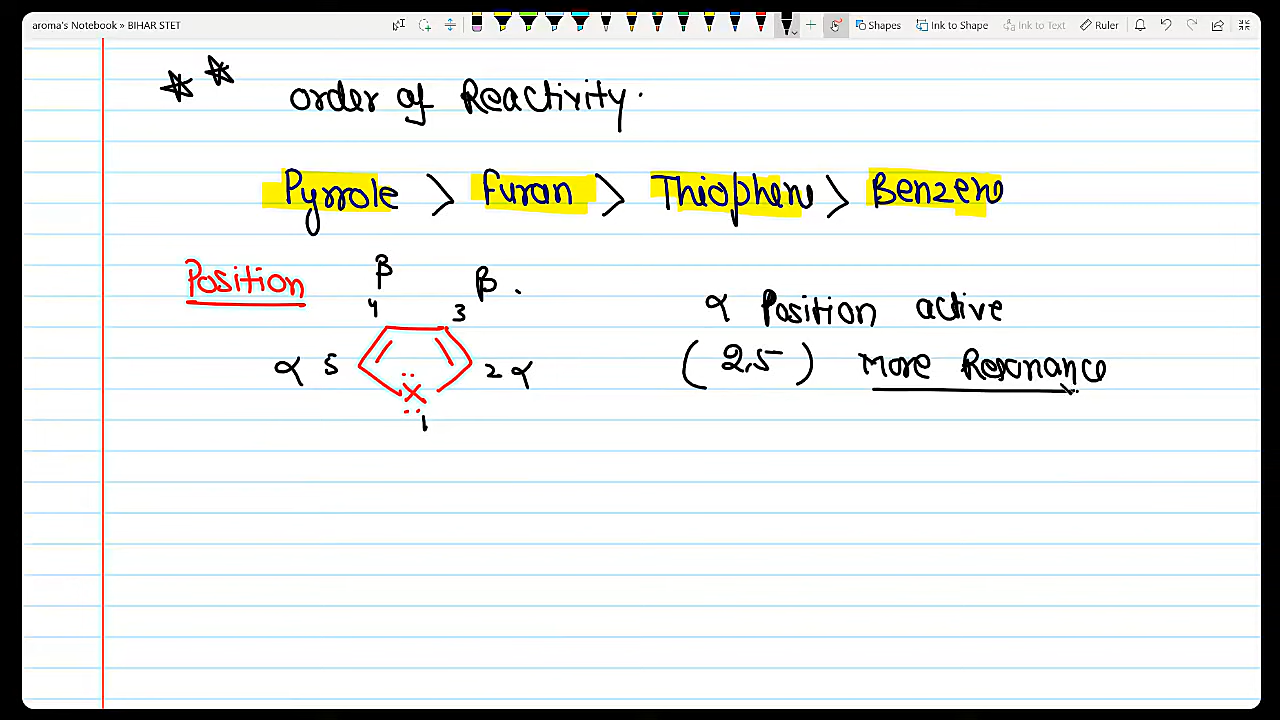 aroma's Notebook » BIHAR STET
Shapes Ink to Shape Ink to Text Ruler
order of Reactivity.
Pyrrole > Furan > Thiophene > Benzene
Position
β β
4 3
α 5 2 α
X
1
α Position active
(2,5) More Resonance